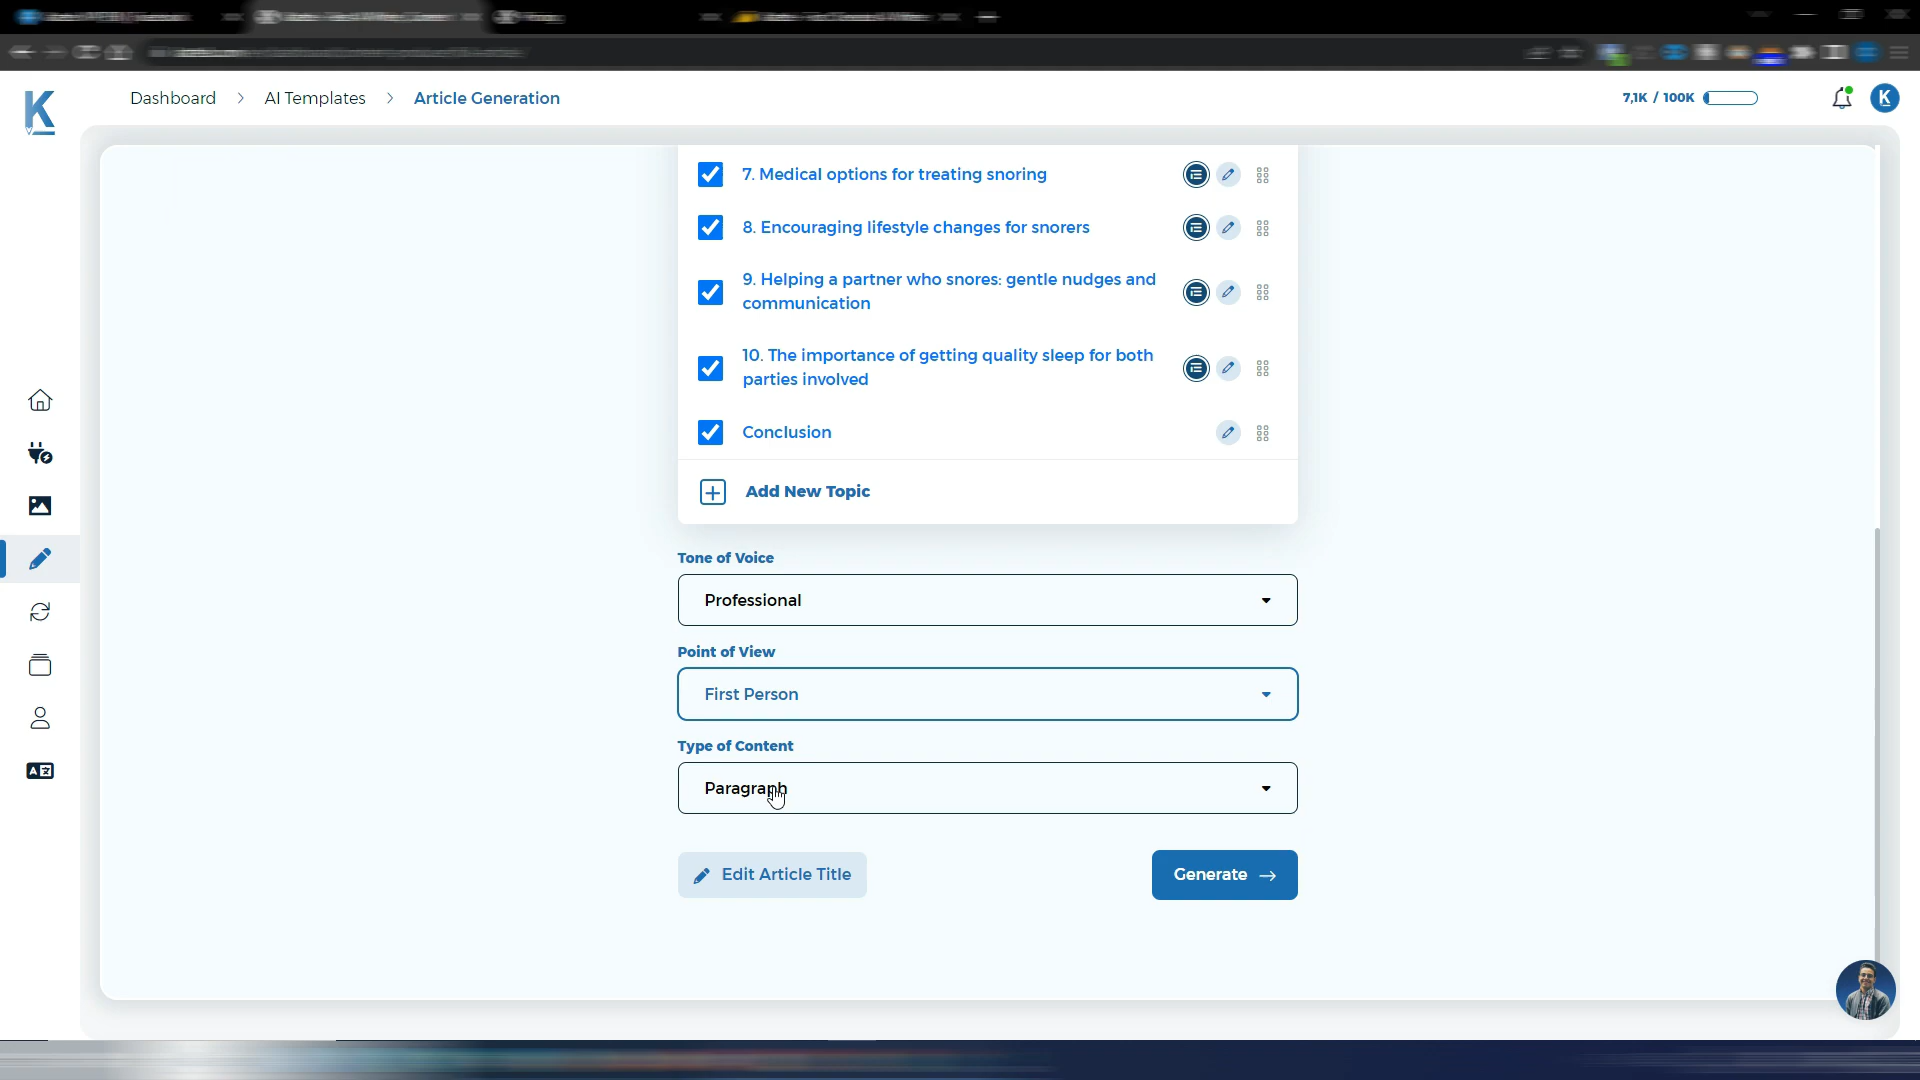 Dashboard > AI Templates > Article Generation
7,1K / 100K
K
K
7. Medical options for treating snoring
8. Encouraging lifestyle changes for snorers
9. Helping a partner who snores: gentle nudges and
communication
10. The importance of getting quality sleep for both
parties involved
Conclusion
Add New Topic
Tone of Voice
Professional
Point of View
First Person
Type of Content
Paragraph
Edit Article Title
Generate